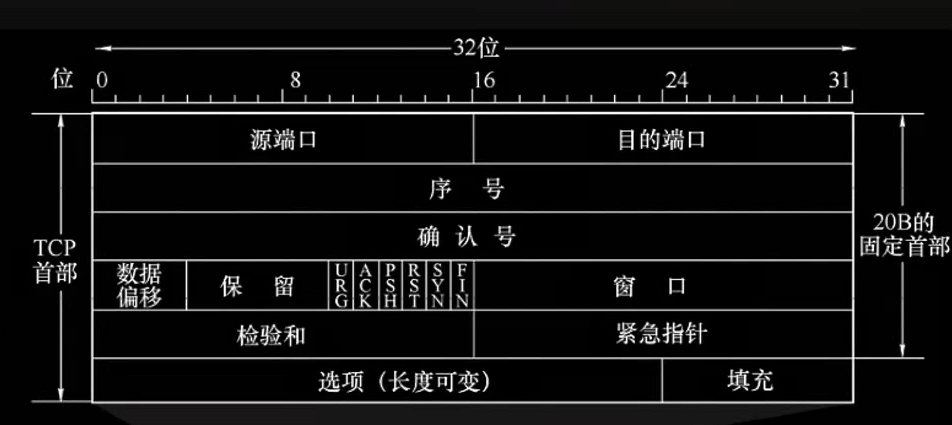 32位
位 0 8 16 24 31
源端口 目的端口
序 号
确 认 号
TCP
首部
20B的
固定首部
数据
偏移
保 留
URG
ACK
PSH
RST
SYN
FIN
窗 口
检验和 紧急指针
选项（长度可变） 填充